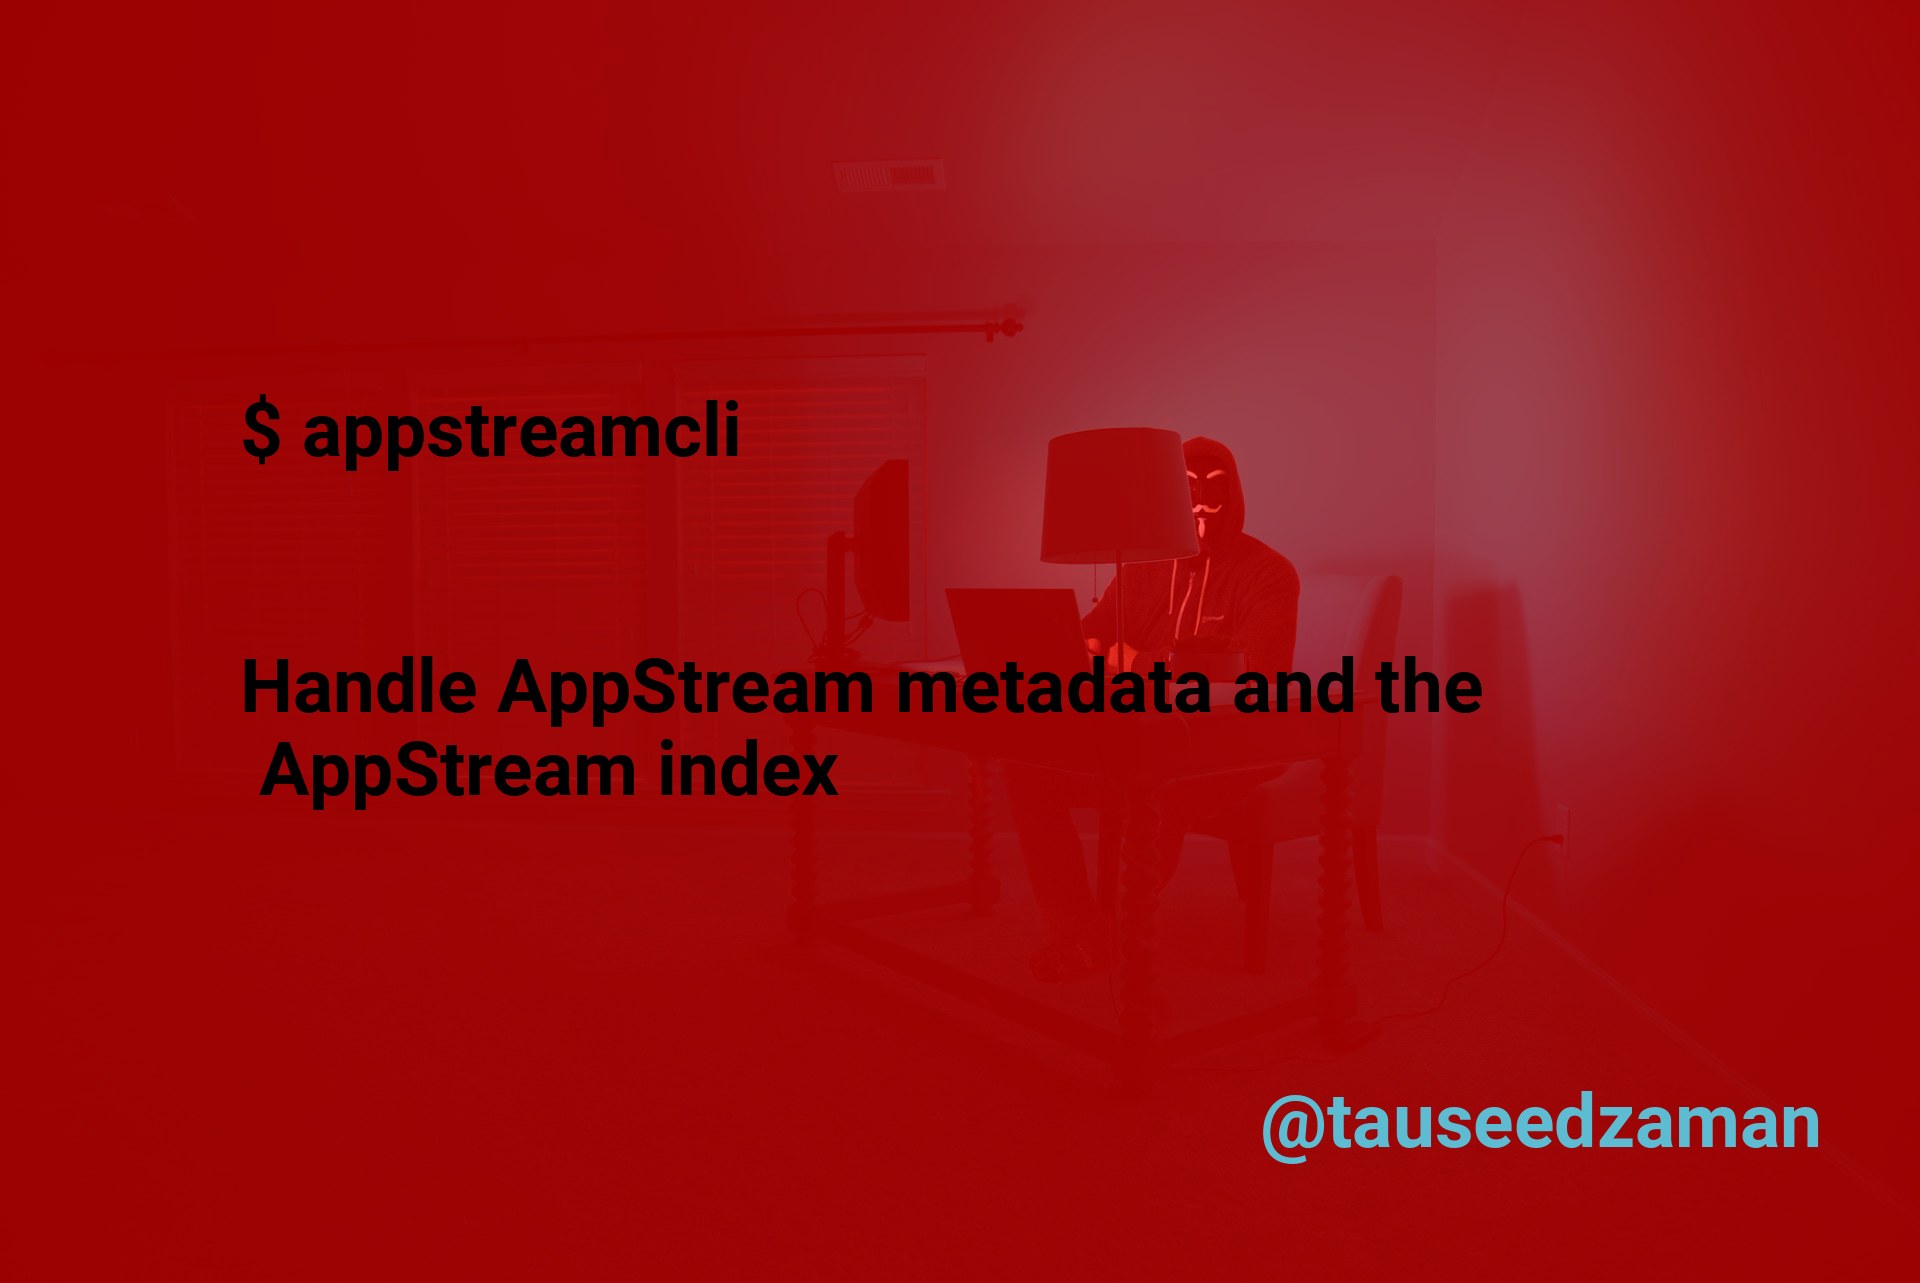 $ appstreamcli
Handle AppStream metadata and the
AppStream index
@tauseedzaman